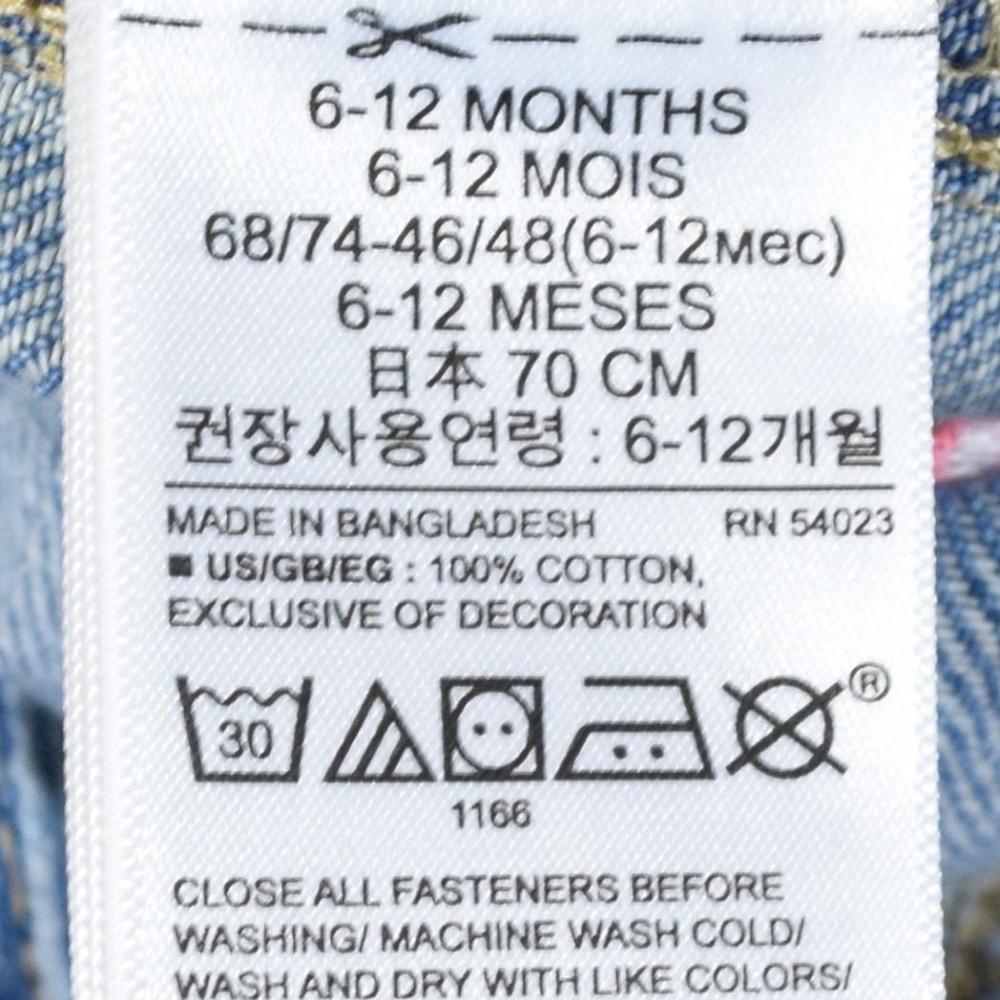 6-12 MONTHS
6-12 MOIS
68/74-46/48(6-12мес)
6-12 MESES
日本 70 CM
권장사용연령 : 6-12개월
MADE IN BANGLADESH RN 54023
■ US/GB/EG : 100% COTTON,
EXCLUSIVE OF DECORATION
30 ®
1166
CLOSE ALL FASTENERS BEFORE
WASHING/ MACHINE WASH COLD/
WASH AND DRY WITH LIKE COLORS/